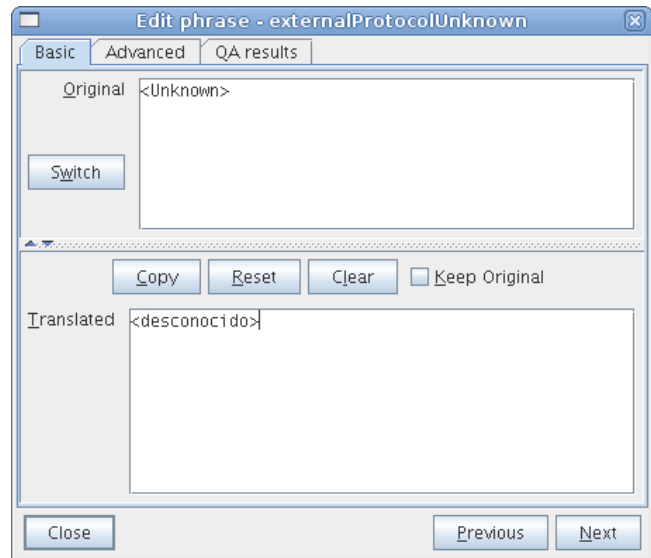 Edit phrase - externalProtocolUnknown
Basic Advanced QA results
Original <Unknown>
Switch
Copy Reset Clear Keep Original
Translated <desconocido>
Close Previous Next